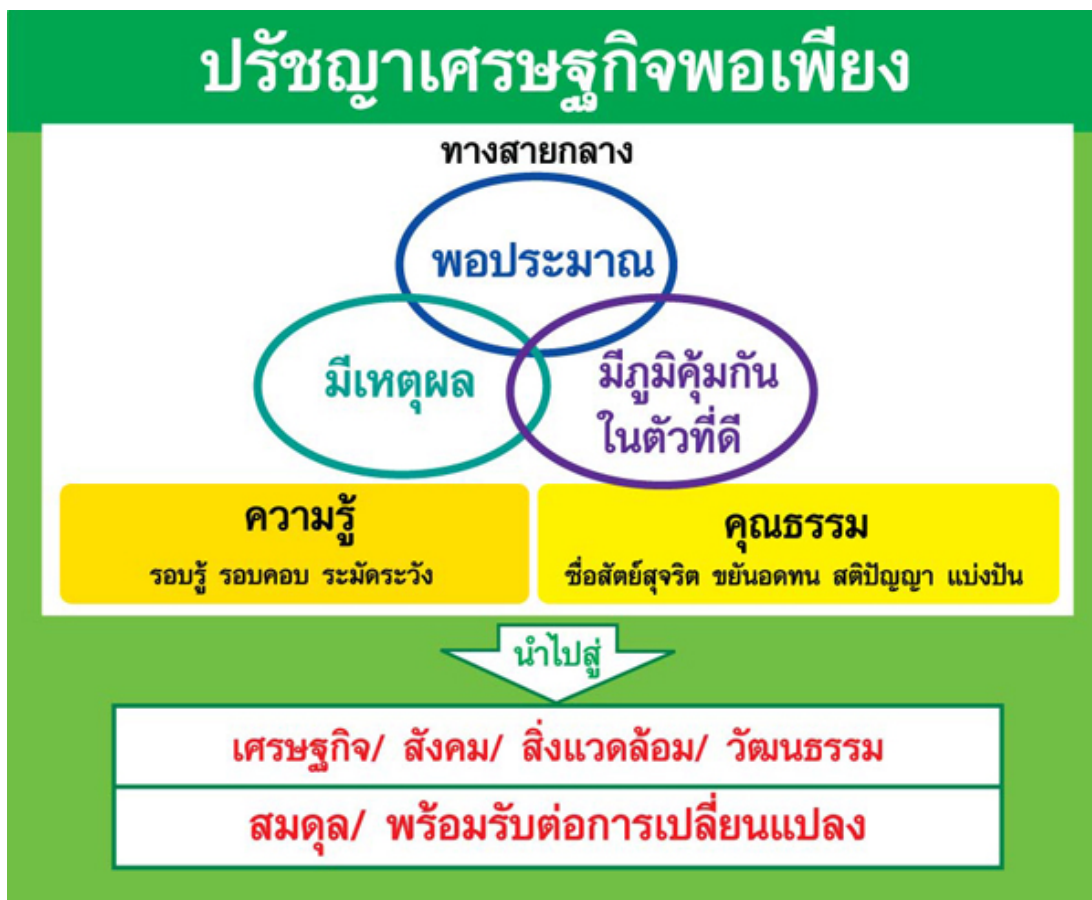 ปรัชญาเศรษฐกิจพอเพียง
ทางสายกลาง
พอประมาณ
มีเหตุผล
มีภูมิคุ้มกัน
ในตัวที่ดี
ความรู้
รอบรู้ รอบคอบ ระมัดระวัง
คุณธรรม
ซื่อสัตย์สุจริต ขยันอดทน สติปัญญา แบ่งปัน
นำไปสู่
เศรษฐกิจ/ สังคม/ สิ่งแวดล้อม/ วัฒนธรรม
สมดุล/ พร้อมรับต่อการเปลี่ยนแปลง